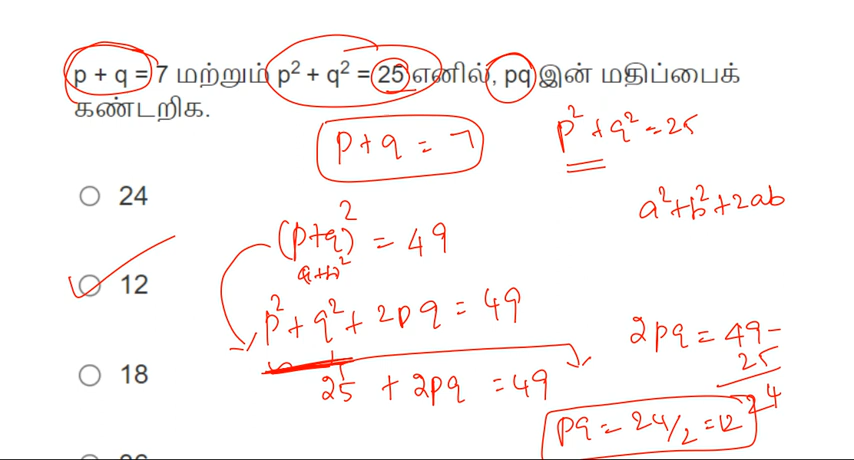 p + q = 7 மற்றும் p² + q² = 25 எனில், pq இன் மதிப்பைக்
கண்டறிக.
p+q = 7
p²+q² = 25
24
a²+b²+2ab
(p+q)² = 49
(a+b)²
12
p²+q²+2pq = 49
2pq = 49-
25
24
18
25 + 2pq = 49
pq = 24/2 = 12